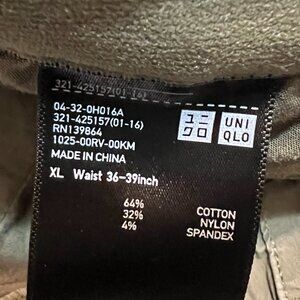 321-425157(01-16)
04-32-0H016A
321-425157(01-16)
RN139864
1025-00RV-00KM
MADE IN CHINA
ユニ
クロ
UNI
QLO
XL Waist 36-39inch
64% COTTON
32% NYLON
4% SPANDEX